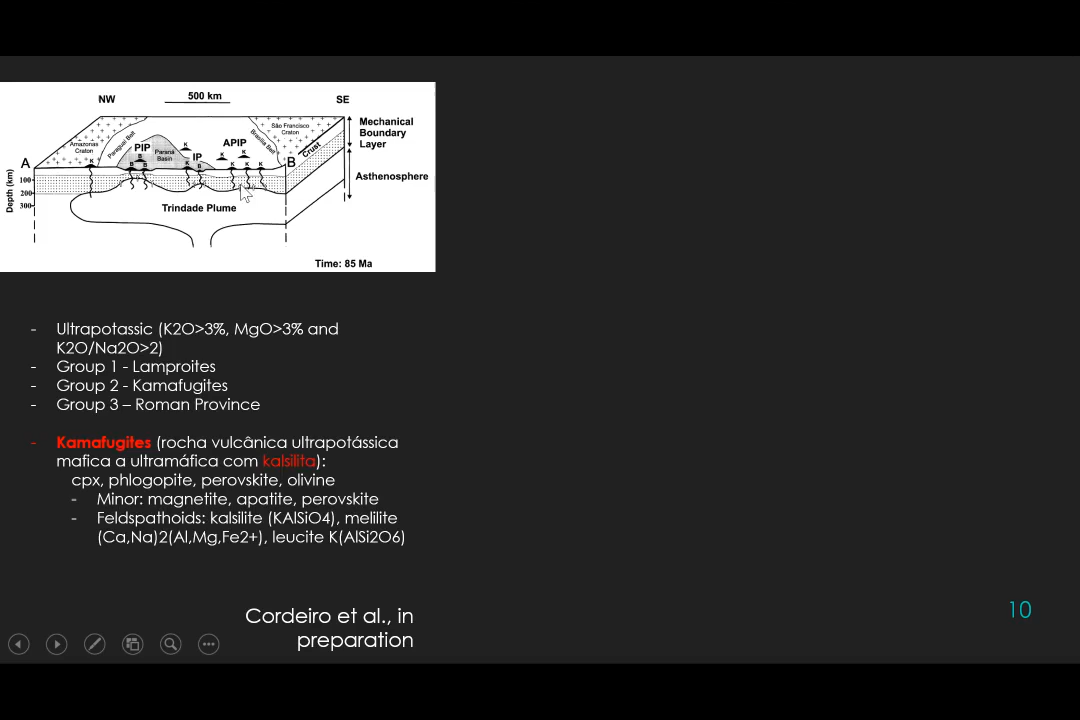 NW
500 km
SE
São Francisco
Craton
Mechanical
Boundary
Layer
Amazonas
Craton
Paraguai Belt
PIP
Paraná
Basin
IP
APIP
Brasília Belt
Crust
A
B
K
K
K
K
K
K
K
K
B
B
B
B
Depth (km)
100
200
300
Asthenosphere
Trindade Plume
Time: 85 Ma
- Ultrapotassic (K2O>3%, MgO>3% and
K2O/Na2O>2)
- Group 1 - Lamproites
- Group 2 - Kamafugites
- Group 3 – Roman Province
- Kamafugites (rocha vulcânica ultrapotássica
mafica a ultramáfica com kalsilita):
cpx, phlogopite, perovskite, olivine
- Minor: magnetite, apatite, perovskite
- Feldspathoids: kalsilite (KAlSiO4), melilite
(Ca,Na)2(Al,Mg,Fe2+), leucite K(AlSi2O6)
Cordeiro et al., in
preparation
10